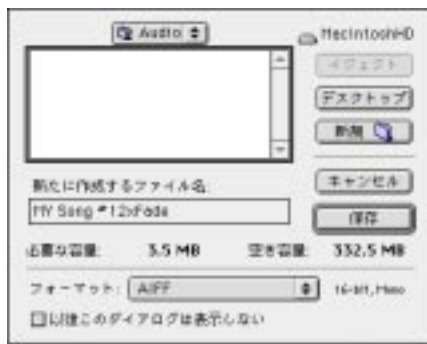 Audio
MacintoshHD
イジェクト
デスクトップ
新規
新たに作成するファイル名:
MY Song #12xFade
キャンセル
保存
必要な容量: 3.5 MB 空き容量: 332.5 MB
フォーマット: AIFF 16-bit, Mono
以後このダイアログは表示しない